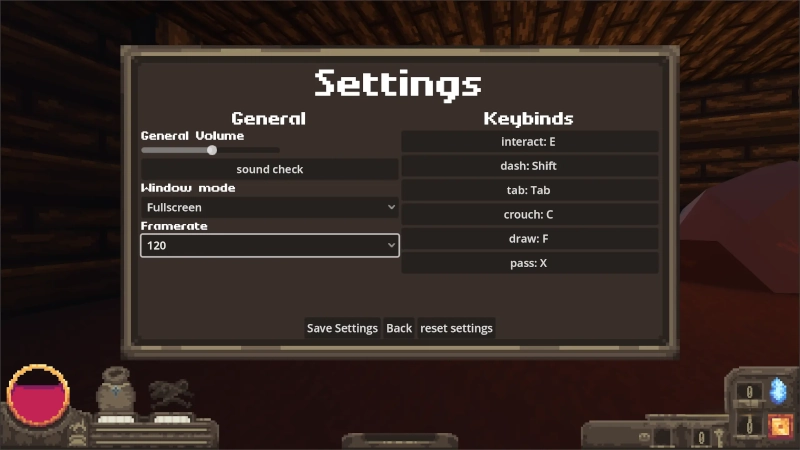 Settings
General
General Volume
sound check
Window mode
Fullscreen
Framerate
120
Keybinds
interact: E
dash: Shift
tab: Tab
crouch: C
draw: F
pass: X
Save Settings
Back
reset settings
0
0
0